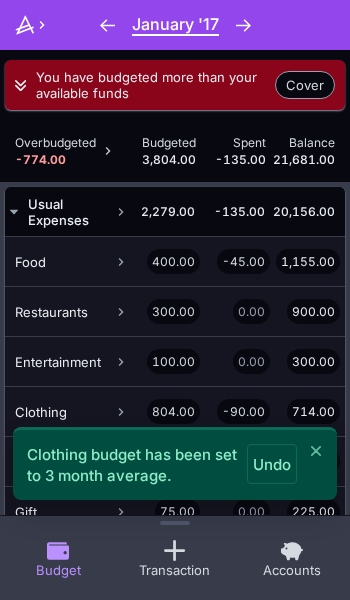 January '17
You have budgeted more than your
available funds
Cover
Overbudgeted
-774.00
Budgeted
3,804.00
Spent
-135.00
Balance
21,681.00
Usual
Expenses
2,279.00
-135.00
20,156.00
Food
400.00
-45.00
1,155.00
Restaurants
300.00
0.00
900.00
Entertainment
100.00
0.00
300.00
Clothing
804.00
-90.00
714.00
Clothing budget has been set
to 3 month average.
Undo
Gift
75.00
0.00
225.00
Budget
Transaction
Accounts